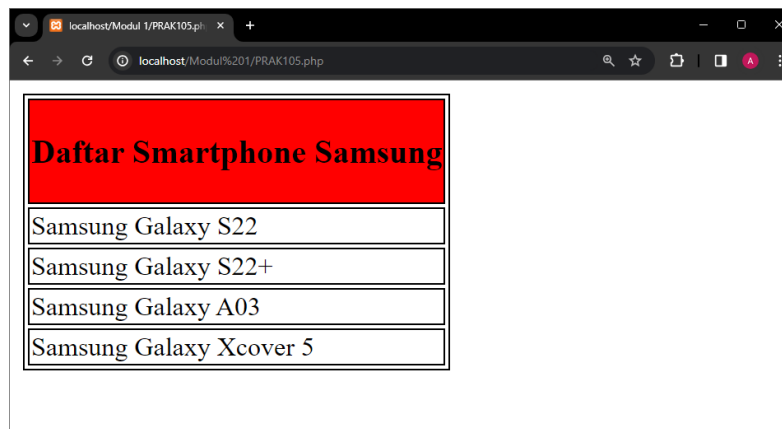 localhost/Modul 1/PRAK105.ph
localhost/Modul%201/PRAK105.php
A
Daftar Smartphone Samsung
Samsung Galaxy S22
Samsung Galaxy S22+
Samsung Galaxy A03
Samsung Galaxy Xcover 5